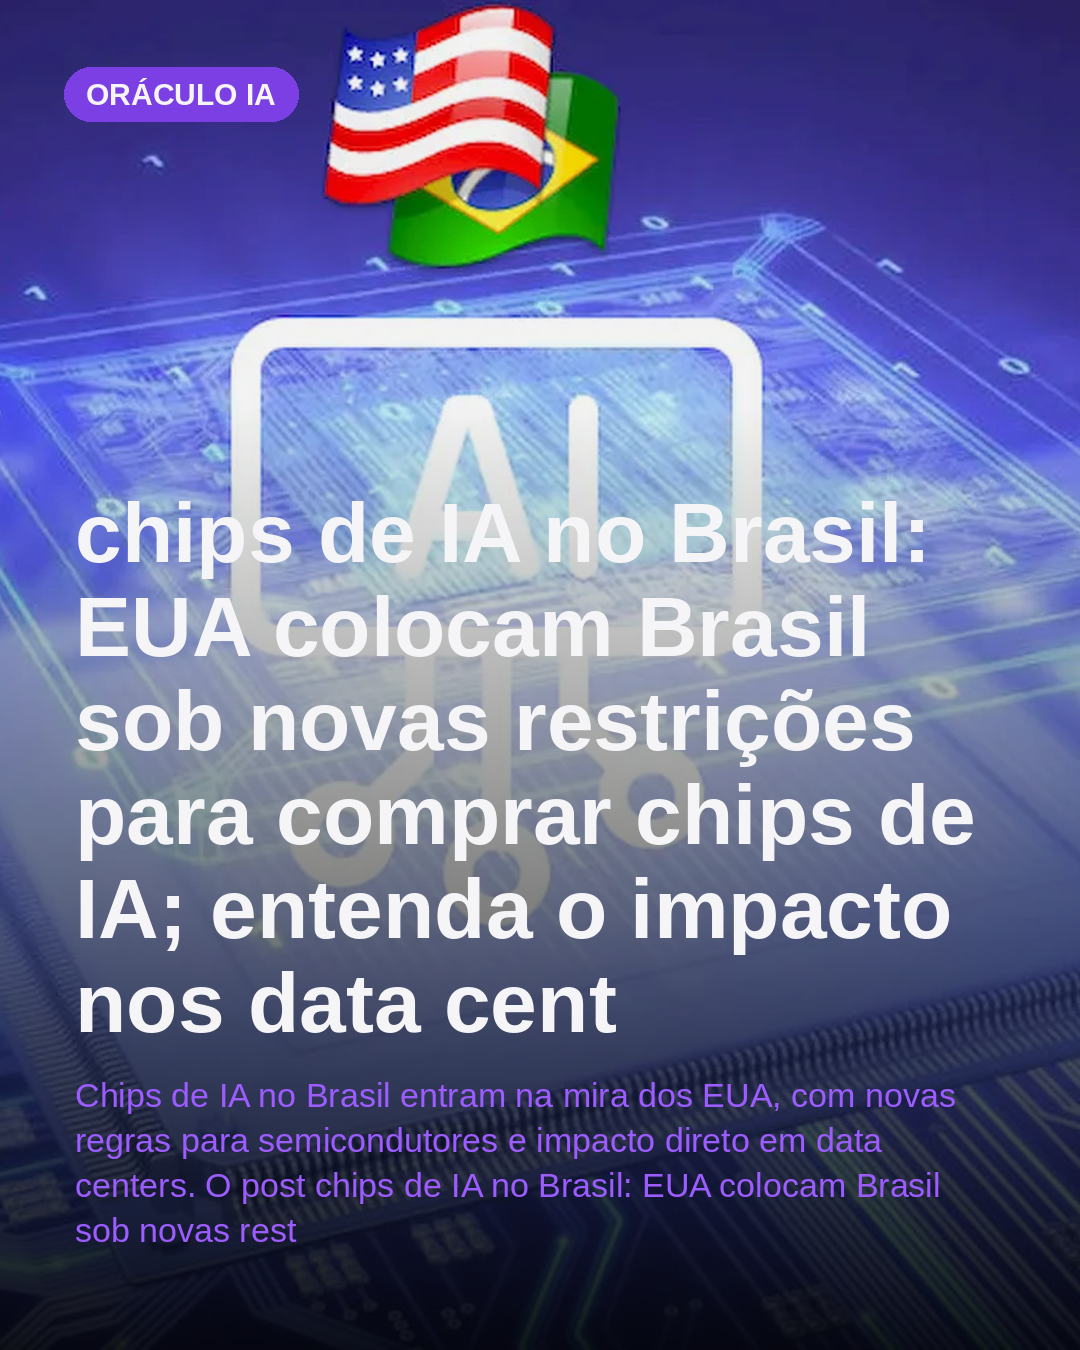 ORÁCULO IA
AI
chips de IA no Brasil:
EUA colocam Brasil
sob novas restrições
para comprar chips de
IA; entenda o impacto
nos data cent
Chips de IA no Brasil entram na mira dos EUA, com novas
regras para semicondutores e impacto direto em data
centers. O post chips de IA no Brasil: EUA colocam Brasil
sob novas rest